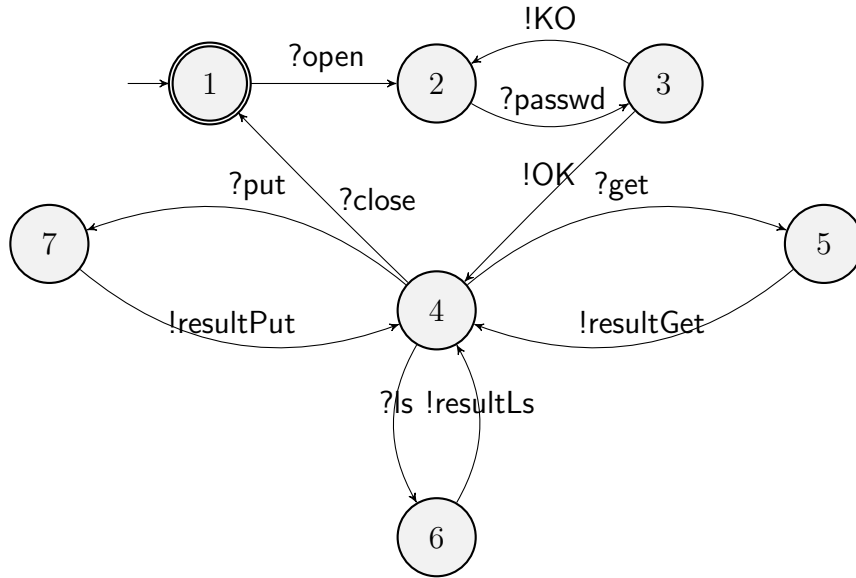 !KO
1
?open
2
?passwd
3
?put
?close
!OK
?get
7
5
!resultPut
4
!resultGet
?ls
!resultLs
6